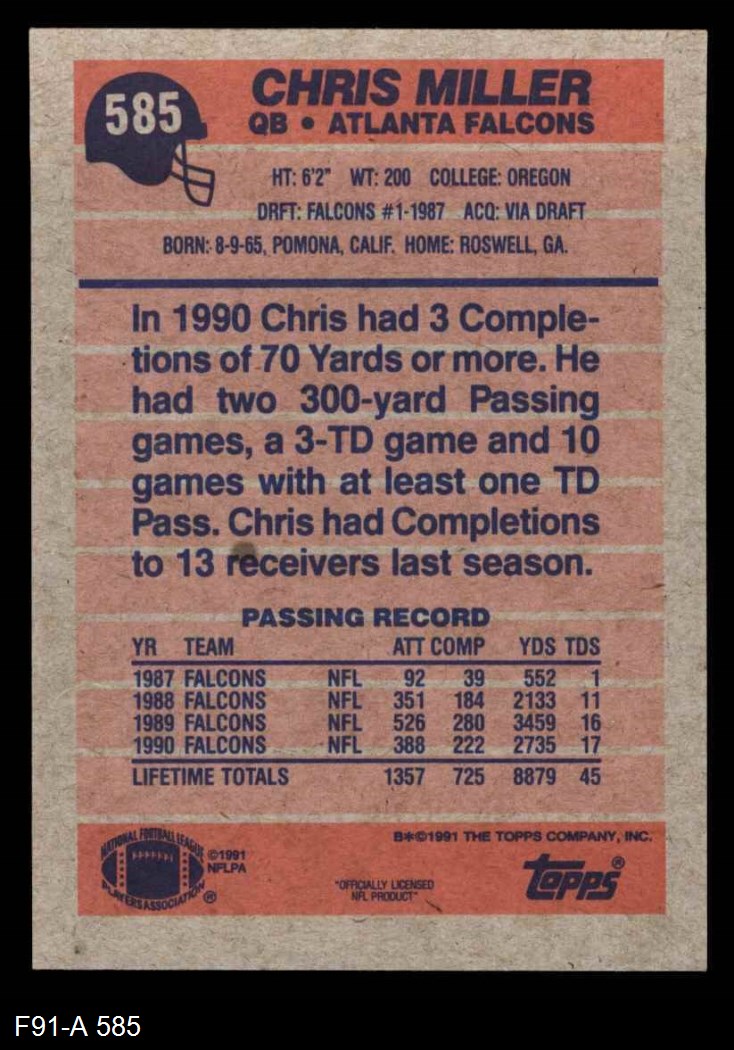 585
CHRIS MILLER
QB • ATLANTA FALCONS
HT: 6'2" WT: 200 COLLEGE: OREGON
DRFT: FALCONS #1-1987 ACQ: VIA DRAFT
BORN: 8-9-65, POMONA, CALIF. HOME: ROSWELL, GA.
In 1990 Chris had 3 Comple-
tions of 70 Yards or more. He
had two 300-yard Passing
games, a 3-TD game and 10
games with at least one TD
Pass. Chris had Completions
to 13 receivers last season.
PASSING RECORD
YR TEAM ATT COMP YDS TDS
1987 FALCONS NFL 92 39 552 1
1988 FALCONS NFL 351 184 2133 11
1989 FALCONS NFL 526 280 3459 16
1990 FALCONS NFL 388 222 2735 17
LIFETIME TOTALS 1357 725 8879 45
B*©1991 THE TOPPS COMPANY, INC.
NATIONAL FOOTBALL LEAGUE
PLAYERS ASSOCIATION ®
©1991
NFLPA
"OFFICIALLY LICENSED
NFL PRODUCT"
topps®
F91-A 585